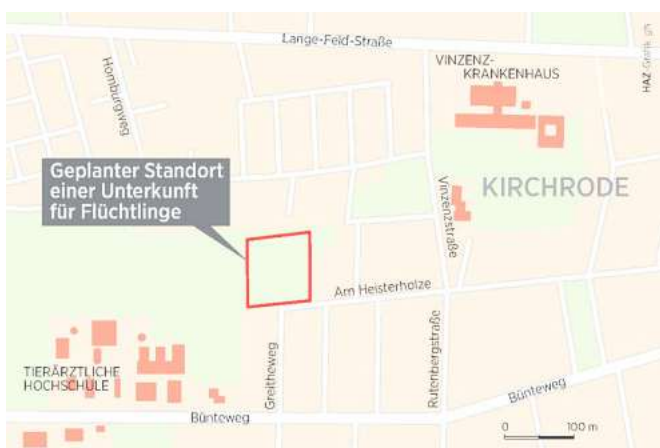 Lange-Feld-Straße
VINZENZ-
KRANKENHAUS
HAZ-Grafik
Homburgweg
Geplanter Standort
einer Unterkunft
für Flüchtlinge
KIRCHRODE
Vinzenzstraße
Am Heisterholze
TIERÄRZTLICHE
HOCHSCHULE
Greitheweg
Rutenbergstraße
Bünteweg
Bünteweg
0 100 m